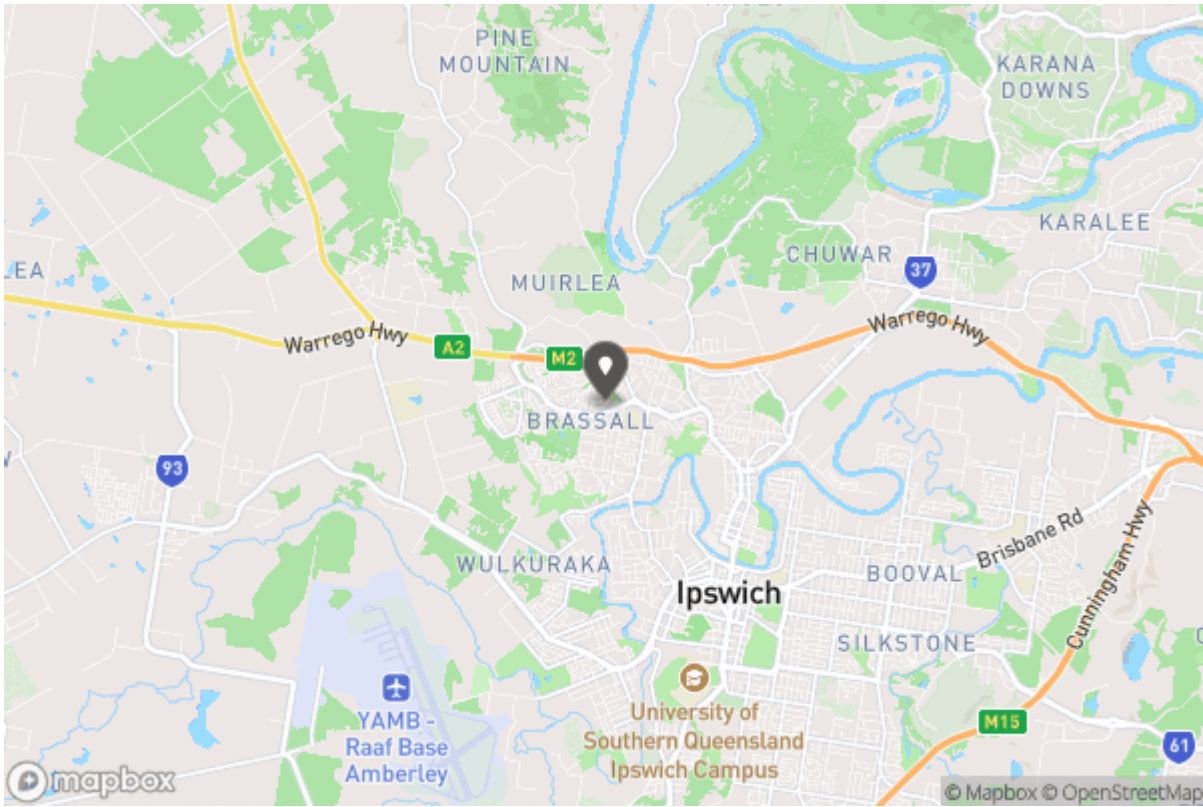 PINE
MOUNTAIN
KARANA
DOWNS
KARALEE
CHUWAR
EA
MUIRLEA
37
Warrego Hwy
Warrego Hwy
A2
M2
BRASSALL
93
Brisbane Rd
Cunningham Hwy
WULKURAKA
BOOVAL
Ipswich
SILKSTONE
YAMB -
Raaf Base
Amberley
University of
Southern Queensland
Ipswich Campus
M15
61
mapbox
© Mapbox © OpenStreetMap